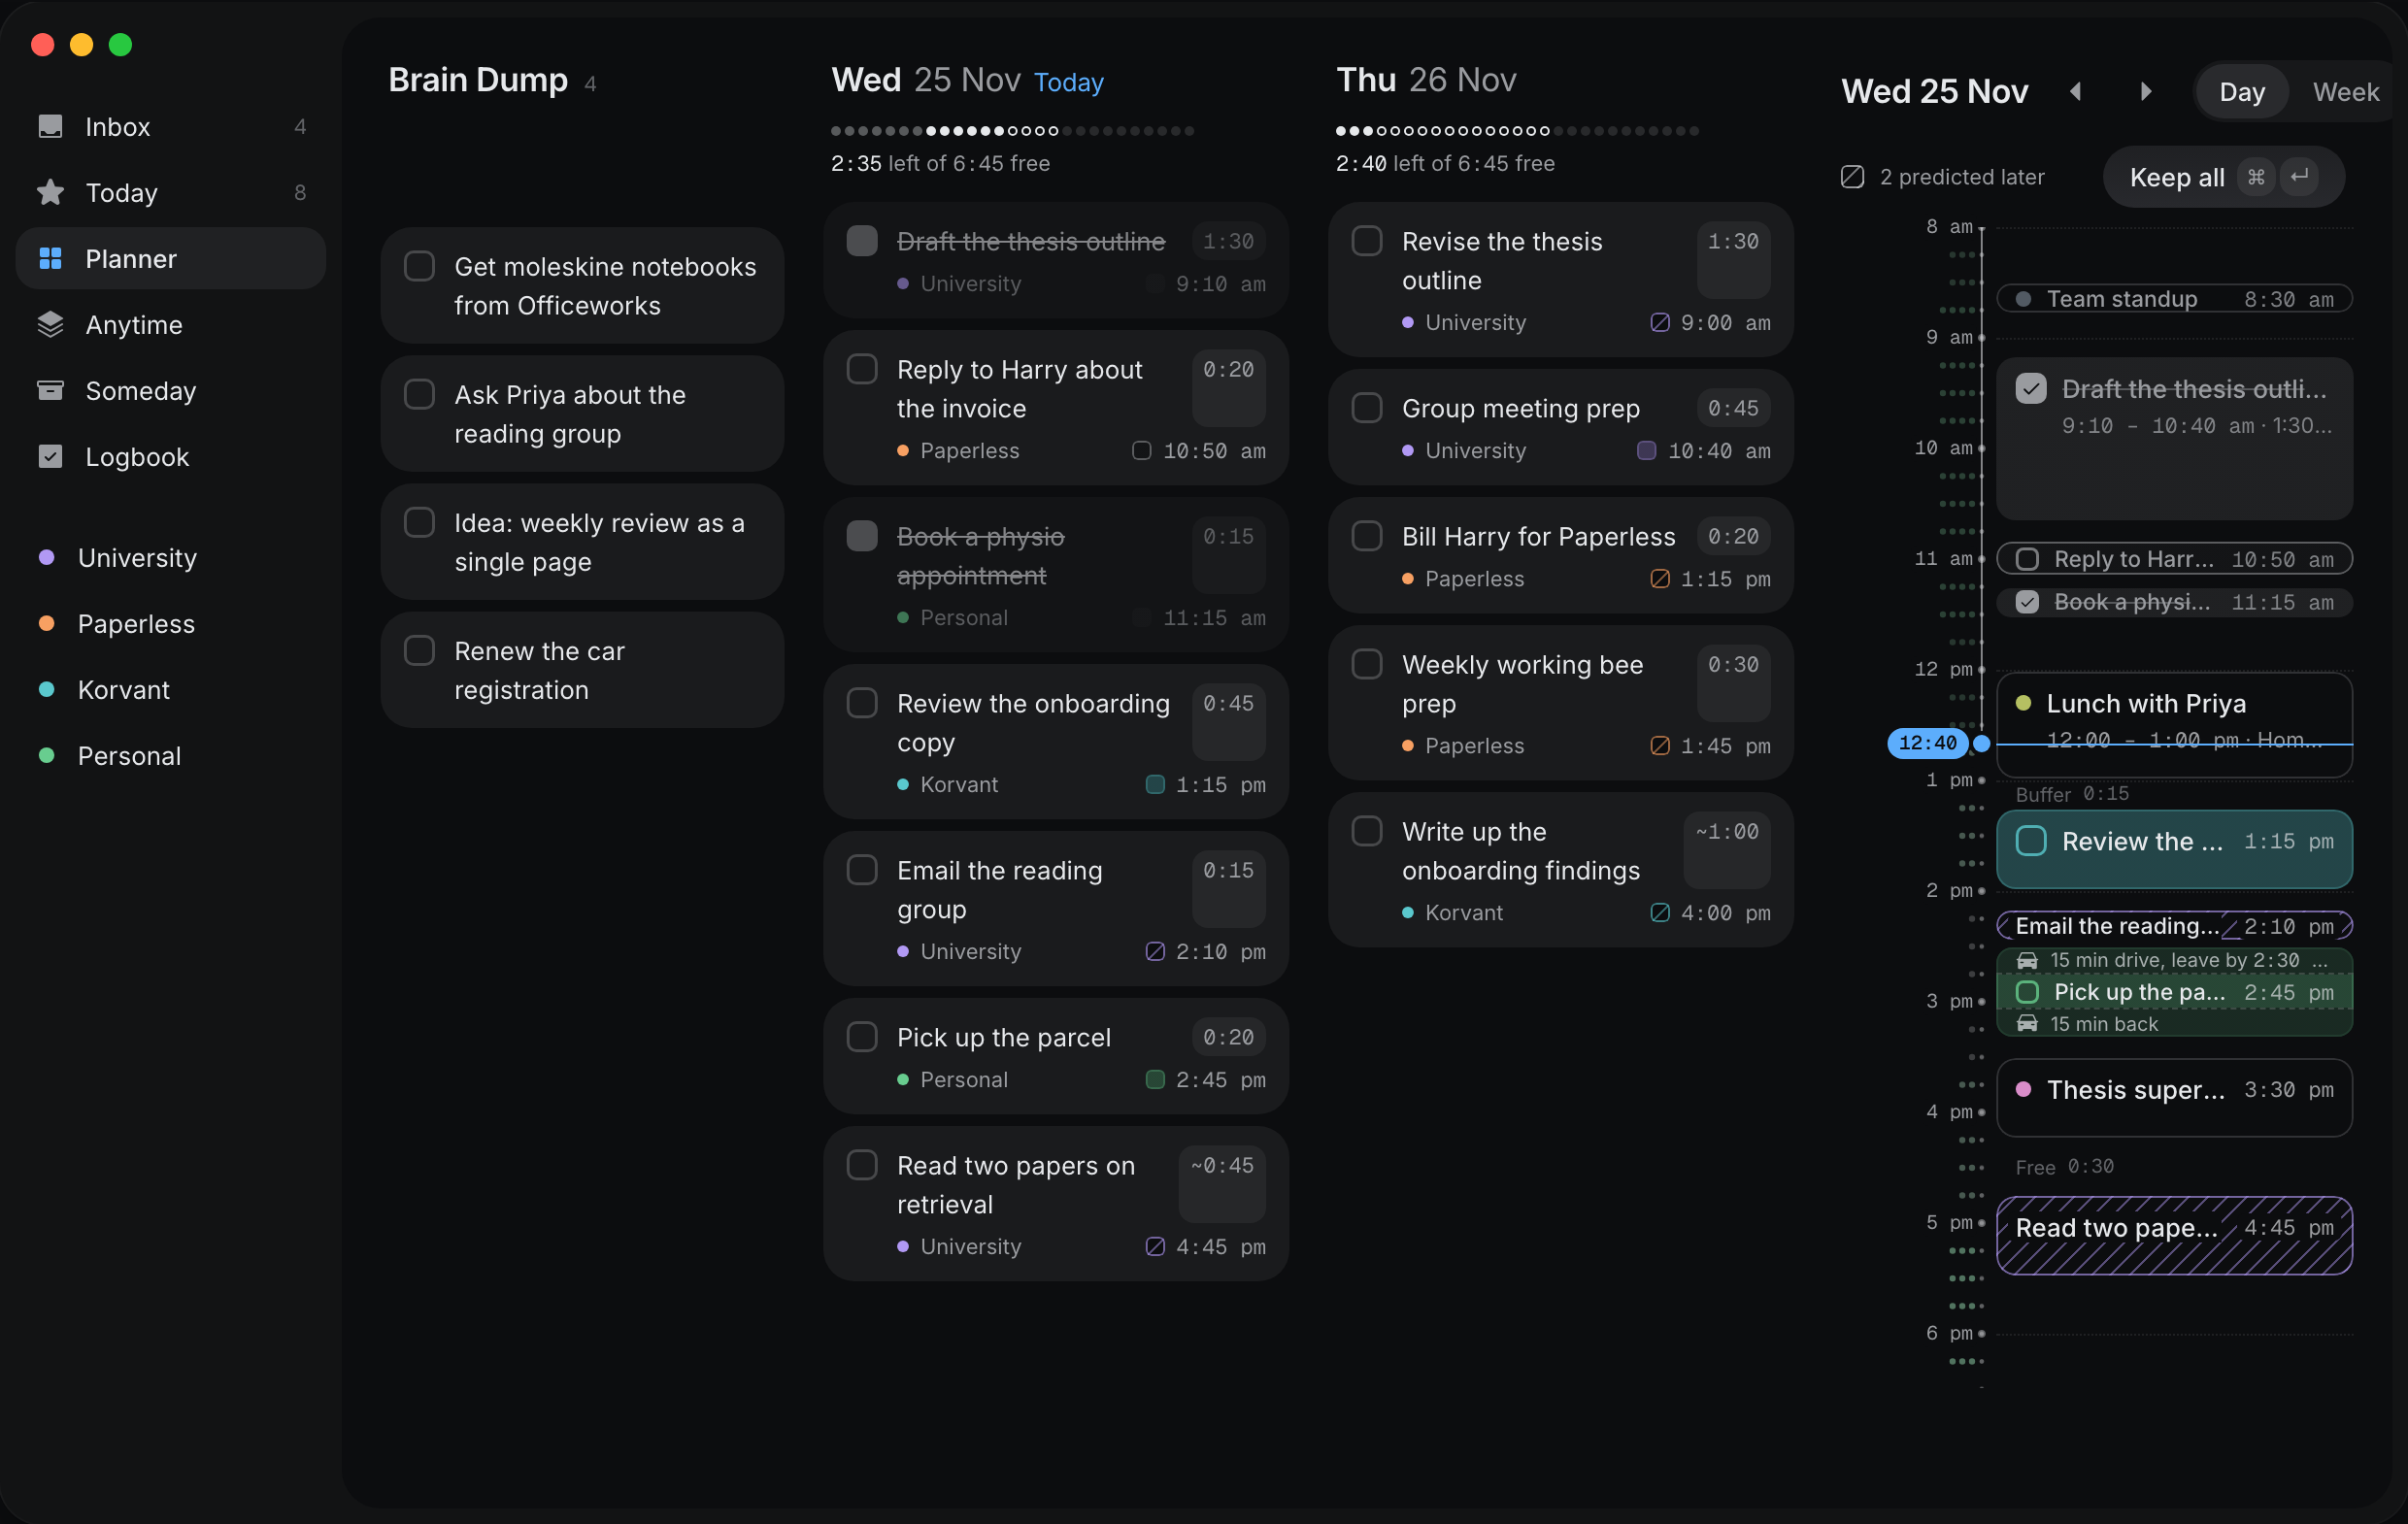 Inbox 4
Today 8
Planner
Anytime
Someday
Logbook
University
Paperless
Korvant
Personal
Brain Dump 4
Get moleskine notebooks
from Officeworks
Ask Priya about the
reading group
Idea: weekly review as a
single page
Renew the car
registration
Wed 25 Nov Today
2:35 left of 6:45 free
Draft the thesis outline 1:30
University 9:10 am
Reply to Harry about 0:20
the invoice
Paperless 10:50 am
Book a physio 0:15
appointment
Personal 11:15 am
Review the onboarding 0:45
copy
Korvant 1:15 pm
Email the reading 0:15
group
University 2:10 pm
Pick up the parcel 0:20
Personal 2:45 pm
Read two papers on ~0:45
retrieval
University 4:45 pm
Thu 26 Nov
2:40 left of 6:45 free
Revise the thesis 1:30
outline
University 9:00 am
Group meeting prep 0:45
University 10:40 am
Bill Harry for Paperless 0:20
Paperless 1:15 pm
Weekly working bee 0:30
prep
Paperless 1:45 pm
Write up the ~1:00
onboarding findings
Korvant 4:00 pm
Wed 25 Nov Day Week
2 predicted later Keep all ⌘ ↵
8 am
Team standup 8:30 am
9 am
Draft the thesis outli…
9:10 – 10:40 am · 1:30…
10 am
11 am Reply to Harr… 10:50 am
Book a physi… 11:15 am
12 pm
Lunch with Priya
12:40 12:00 – 1:00 pm · Hom…
1 pm
Buffer 0:15
Review the … 1:15 pm
2 pm
Email the reading… 2:10 pm
15 min drive, leave by 2:30 …
Pick up the pa… 2:45 pm
3 pm
15 min back
Thesis super… 3:30 pm
4 pm
Free 0:30
5 pm Read two pape… 4:45 pm
6 pm